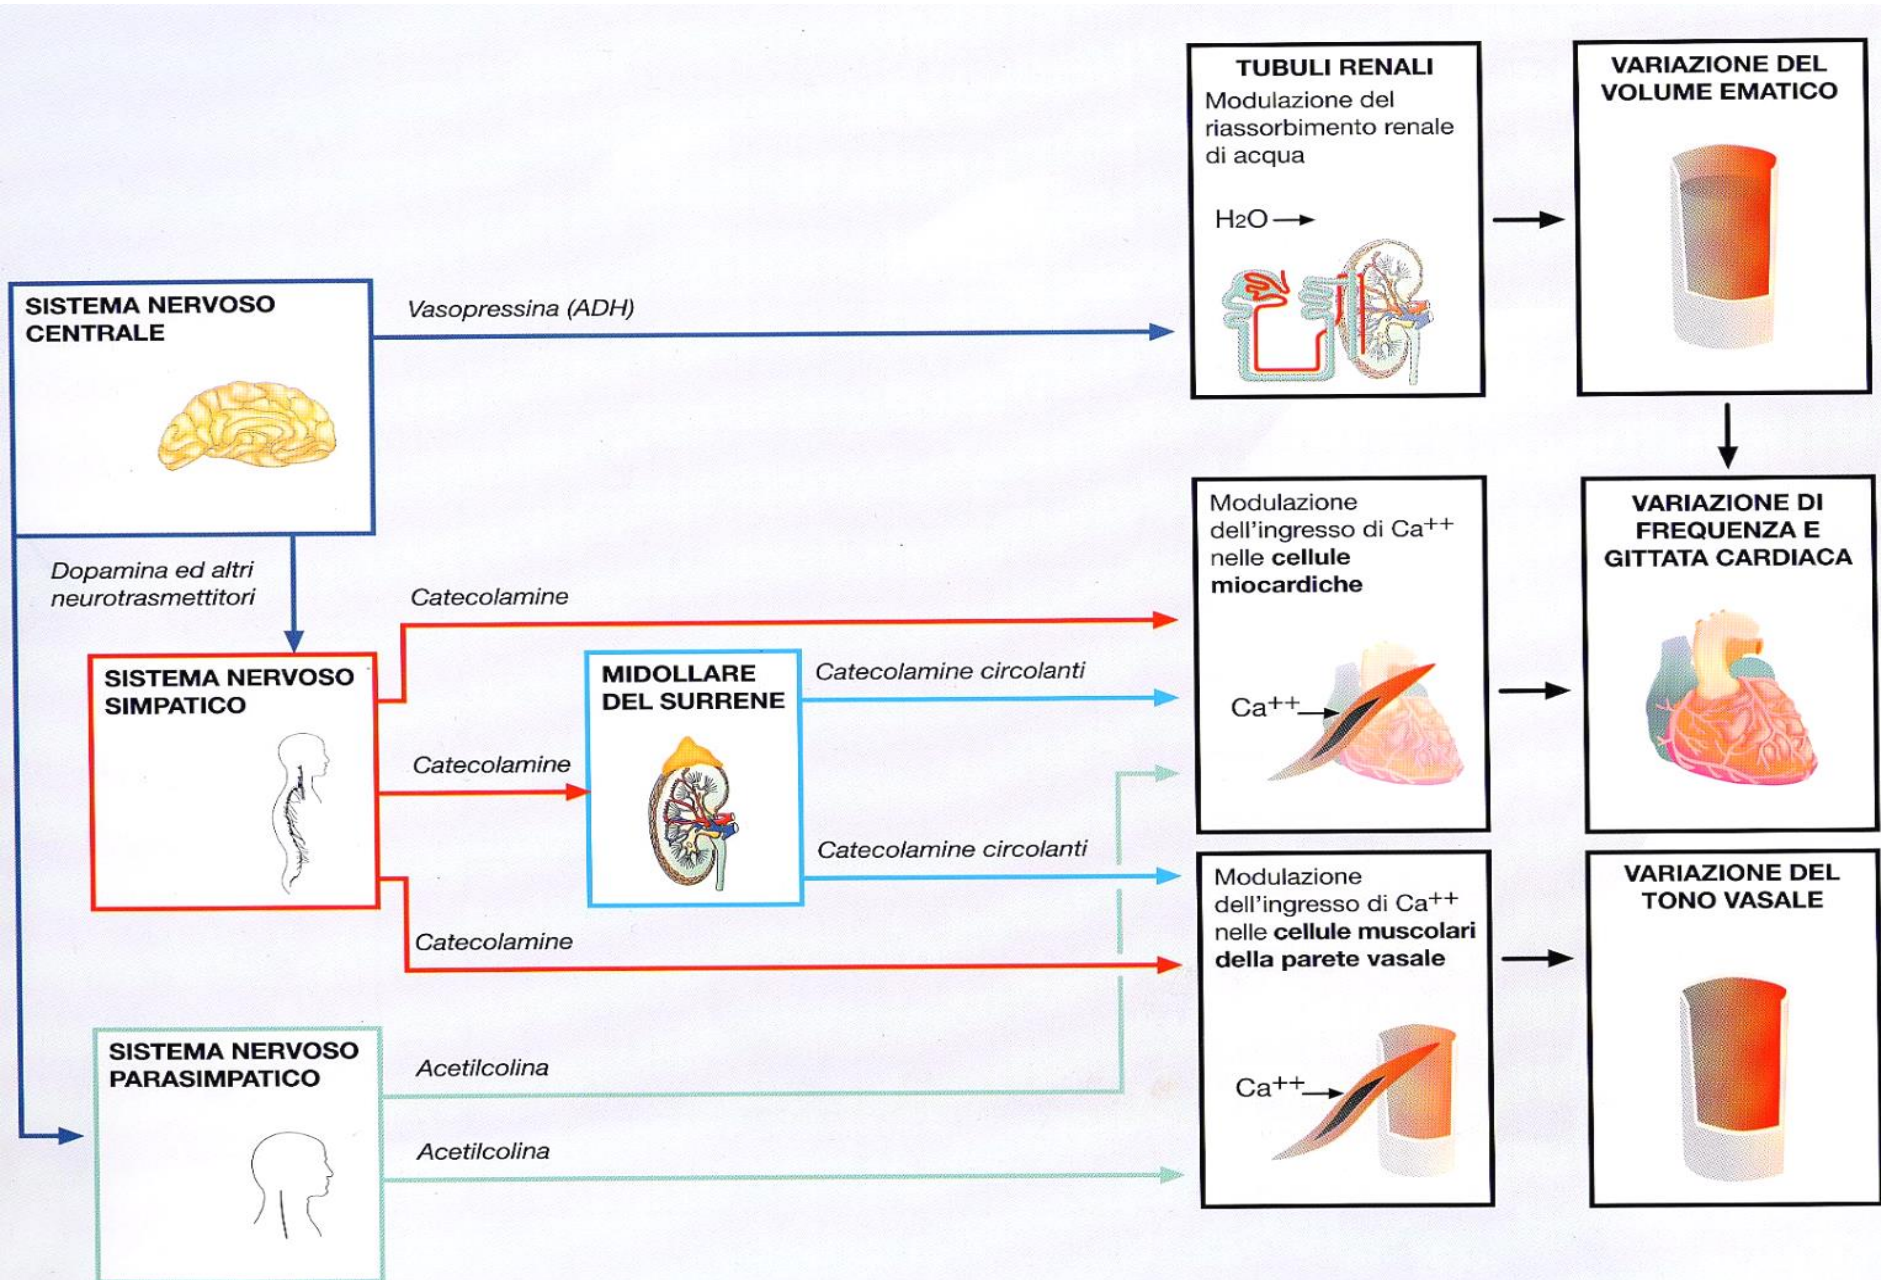 TUBULI RENALI
Modulazione del
riassorbimento renale
di acqua
H2O
VARIAZIONE DEL
VOLUME EMATICO
SISTEMA NERVOSO
CENTRALE
Vasopressina (ADH)
Dopamina ed altri
neurotrasmettitori
Modulazione
dell'ingresso di Ca++
nelle cellule
miocardiche
Ca++
VARIAZIONE DI
FREQUENZA E
GITTATA CARDIACA
Catecolamine
SISTEMA NERVOSO
SIMPATICO
MIDOLLARE
DEL SURRENE
Catecolamine circolanti
Catecolamine
Catecolamine circolanti
Catecolamine
Modulazione
dell'ingresso di Ca++
nelle cellule muscolari
della parete vasale
Ca++
VARIAZIONE DEL
TONO VASALE
SISTEMA NERVOSO
PARASIMPATICO
Acetilcolina
Acetilcolina